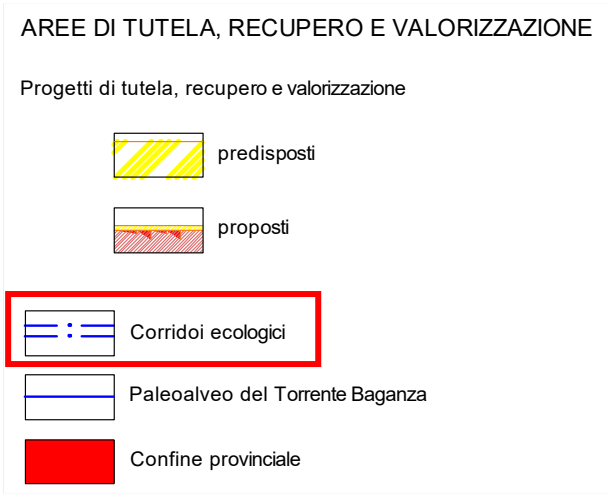 AREE DI TUTELA, RECUPERO E VALORIZZAZIONE
Progetti di tutela, recupero e valorizzazione
predisposti
proposti
Corridoi ecologici
Paleoalveo del Torrente Baganza
Confine provinciale